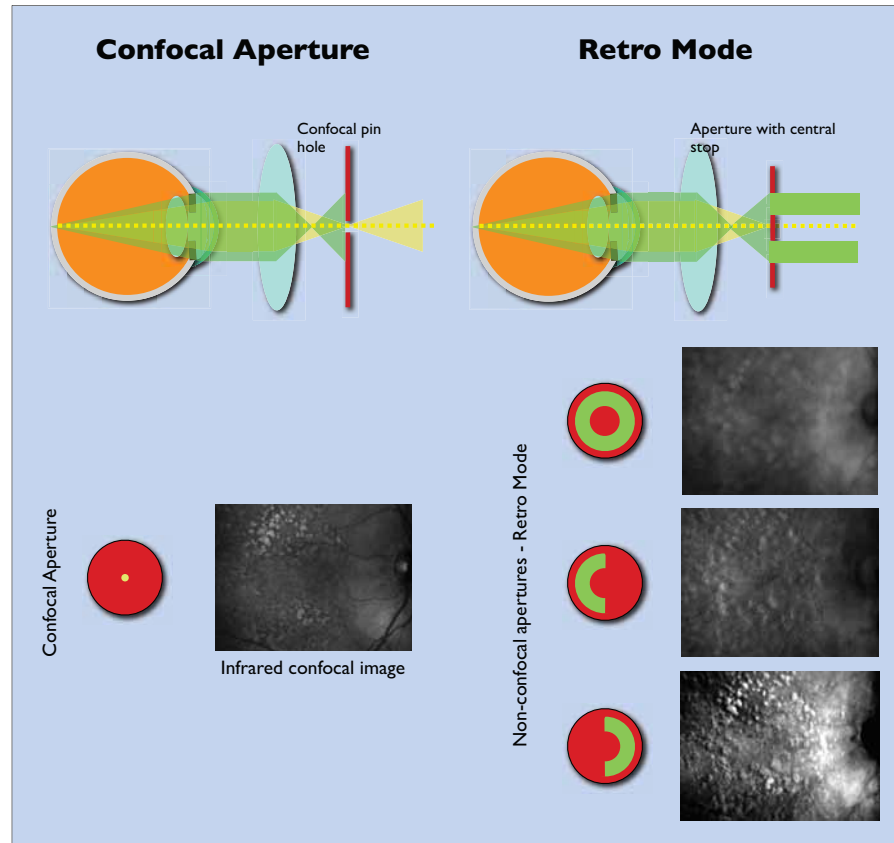 Confocal Aperture
Retro Mode
Confocal pin
hole
Aperture with central
stop
Confocal Aperture
Infrared confocal image
Non-confocal apertures - Retro Mode